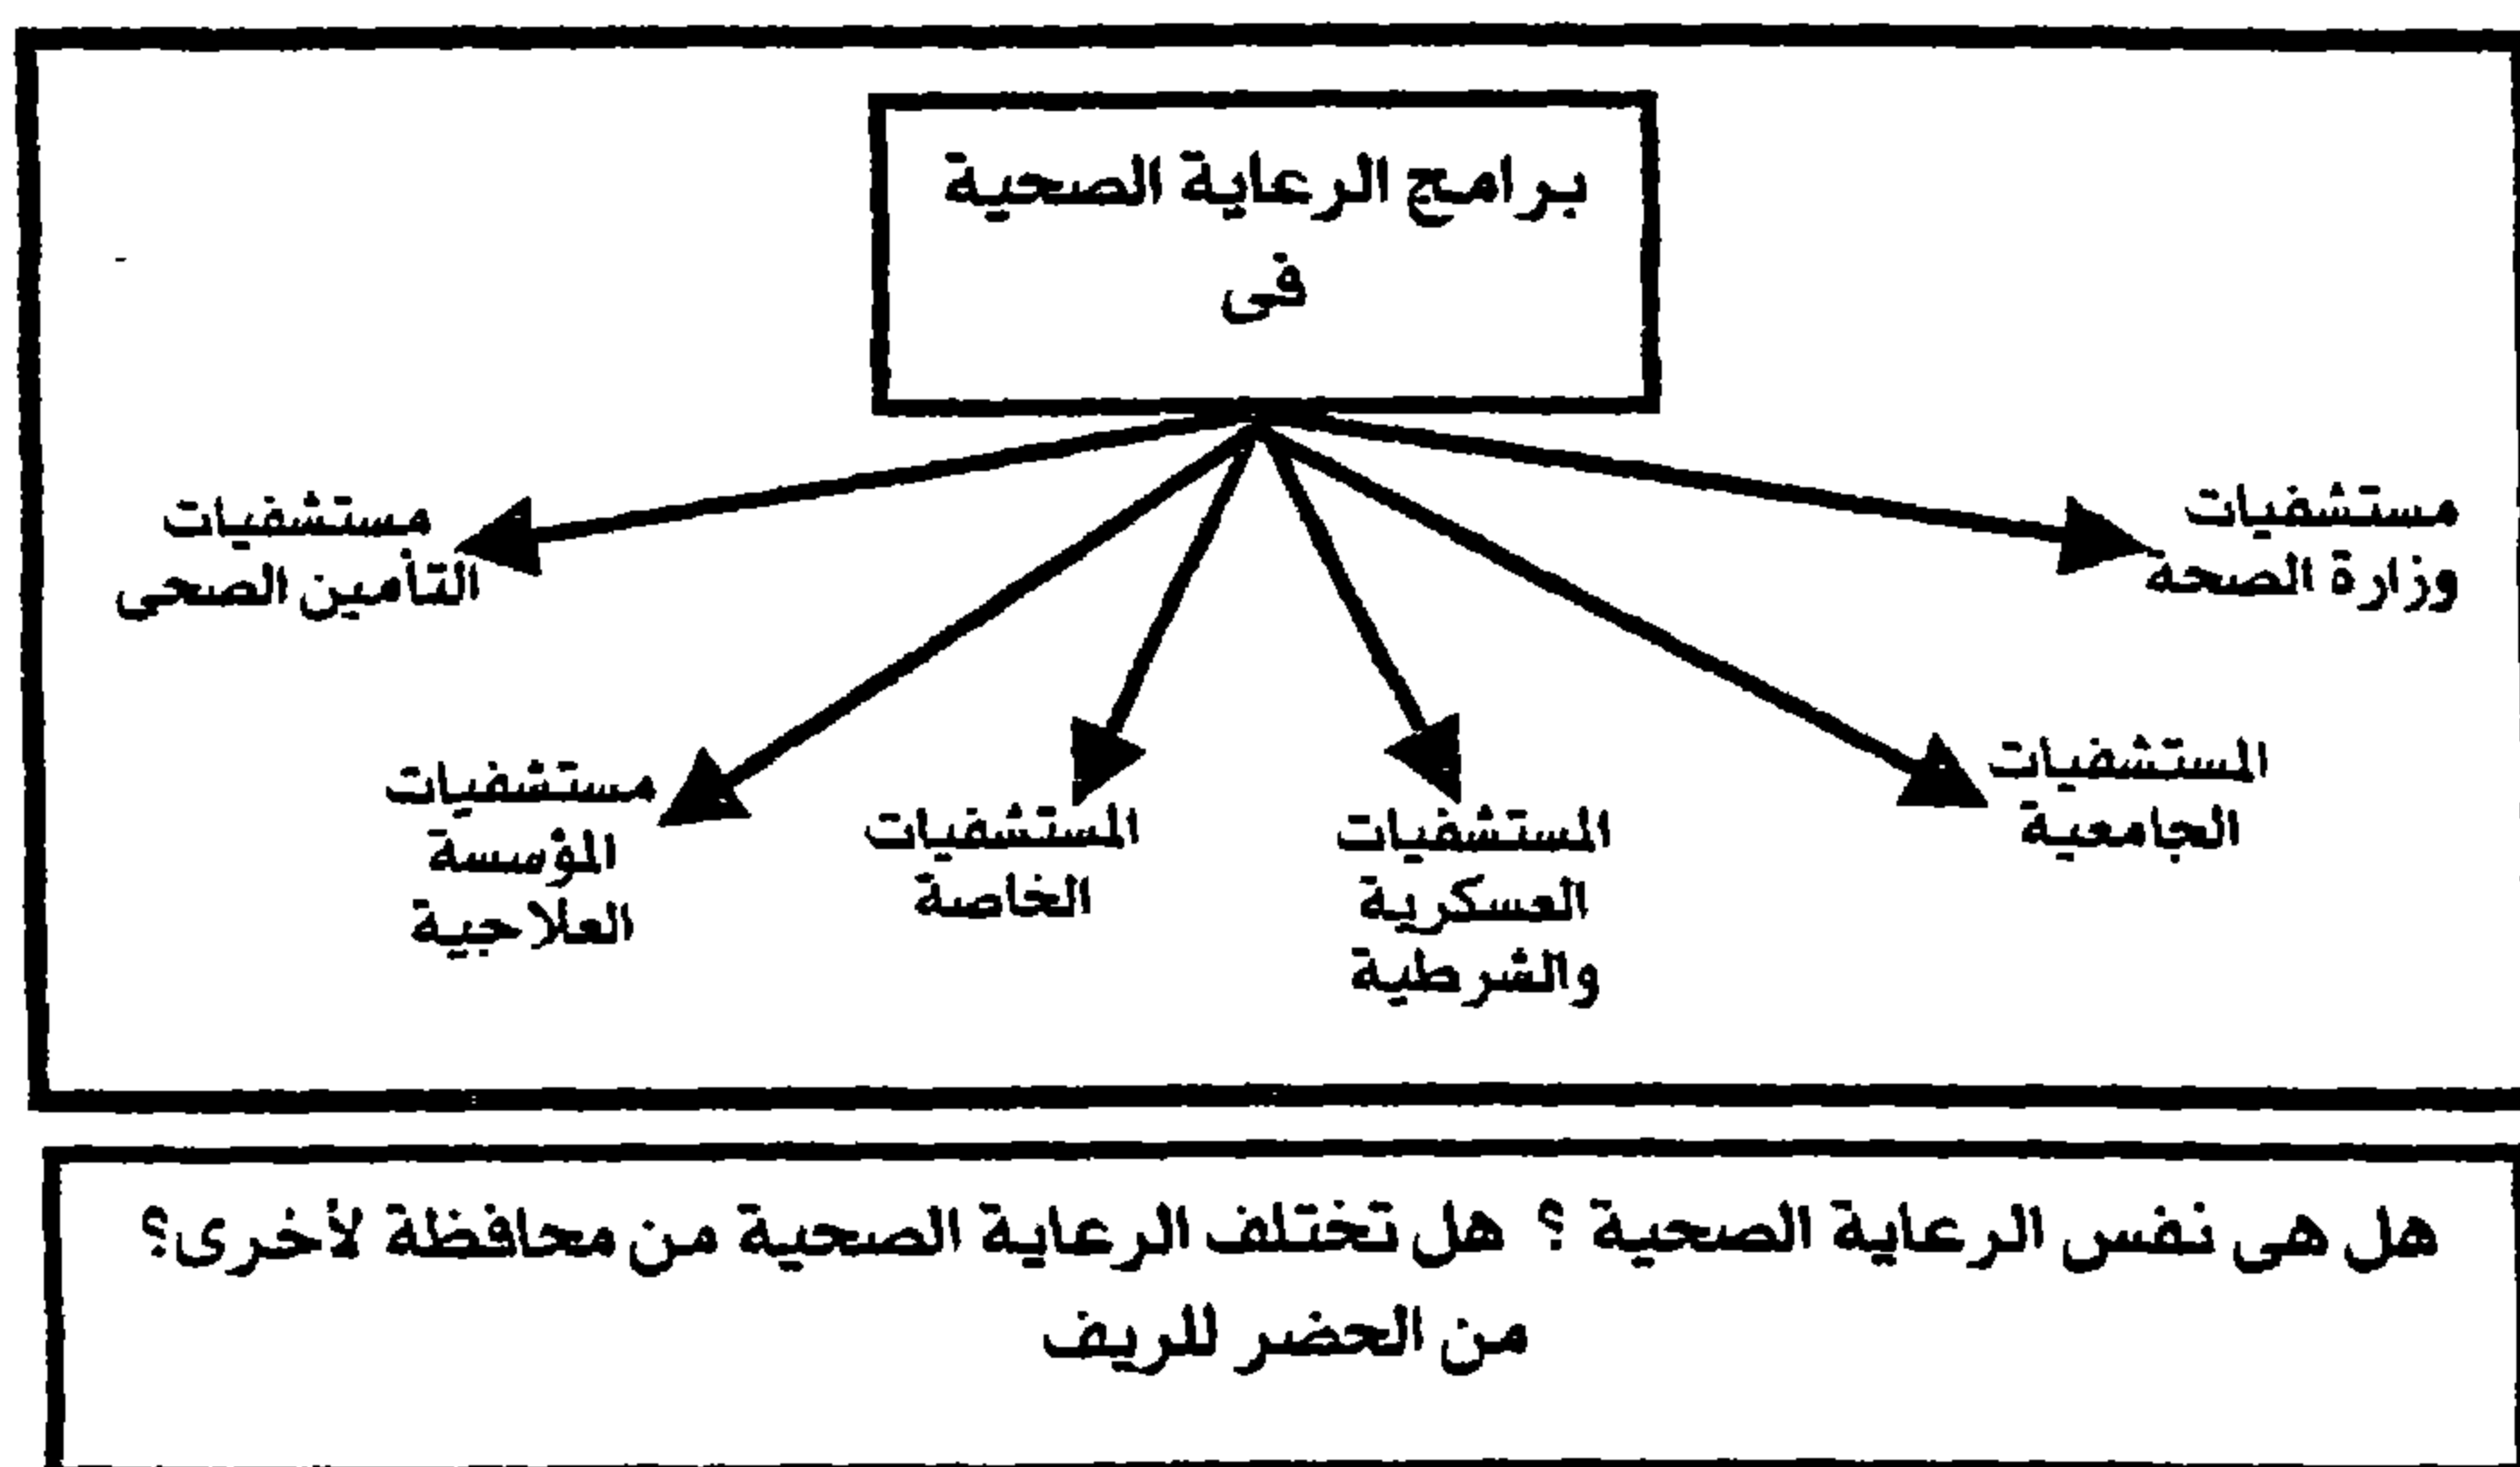 برامج الرعاية الصحية
فى
مستشفيات
وزارة الصحه
المستشفيات
الجامعية
المستشفيات
العسكرية
والشرطية
المستشفيات
الخاصة
مستشفيات
المؤسسة
العلاجية
مستشفيات
التأمين الصحى
هل هى نفس الرعاية الصحية ؟ هل تختلف الرعاية الصحية من محافظة لأخرى؟
من الحضر للريف